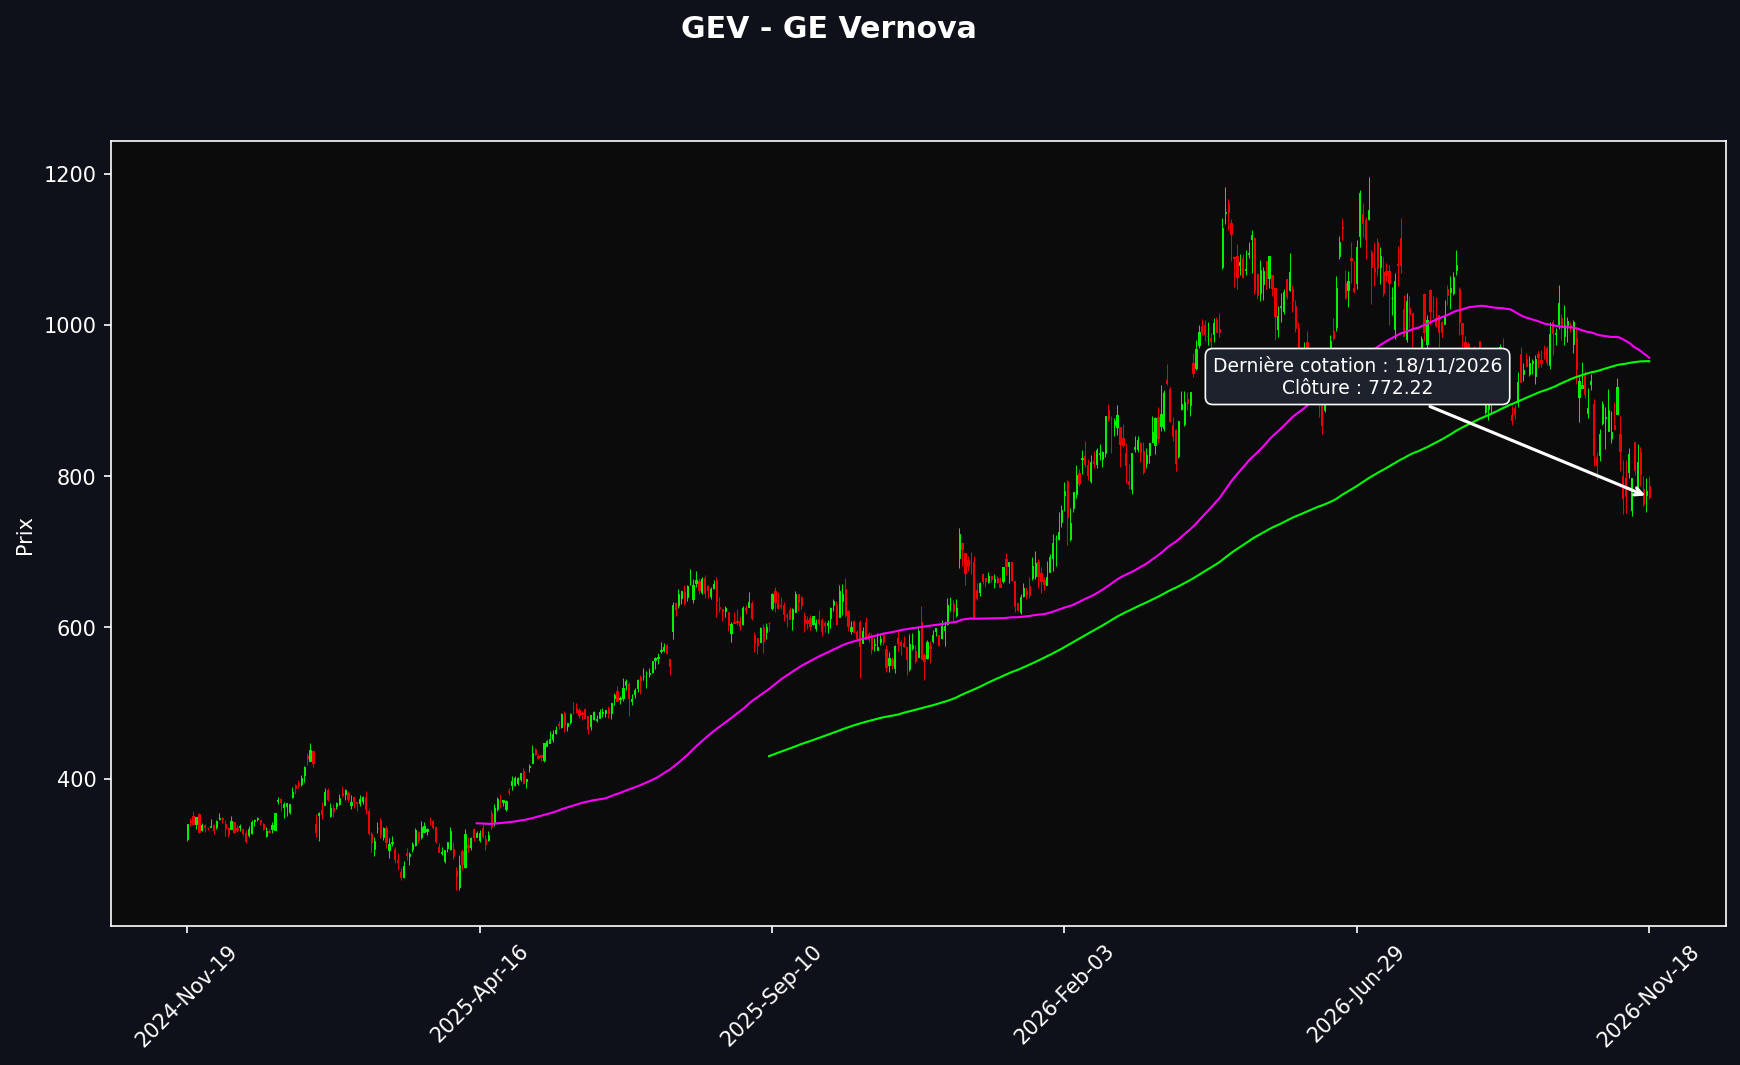 GEV - GE Vernova
1200
1000
800
600
400
Prix
Dernière cotation : 18/11/2026
Clôture : 772.22
2024-Nov-19
2025-Apr-16
2025-Sep-10
2026-Feb-03
2026-Jun-29
2026-Nov-18